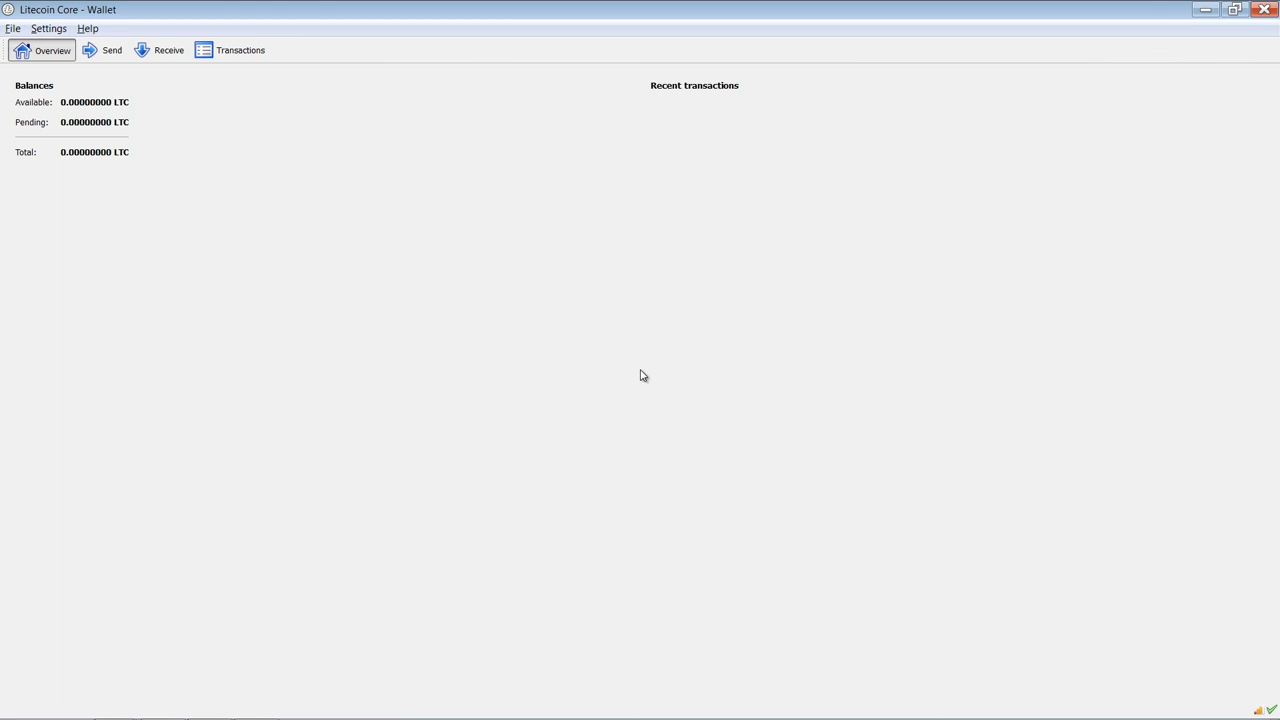 Litecoin Core - Wallet
File Settings Help
Overview Send Receive Transactions
Balances
Available: 0.00000000 LTC
Pending: 0.00000000 LTC
Total: 0.00000000 LTC
Recent transactions